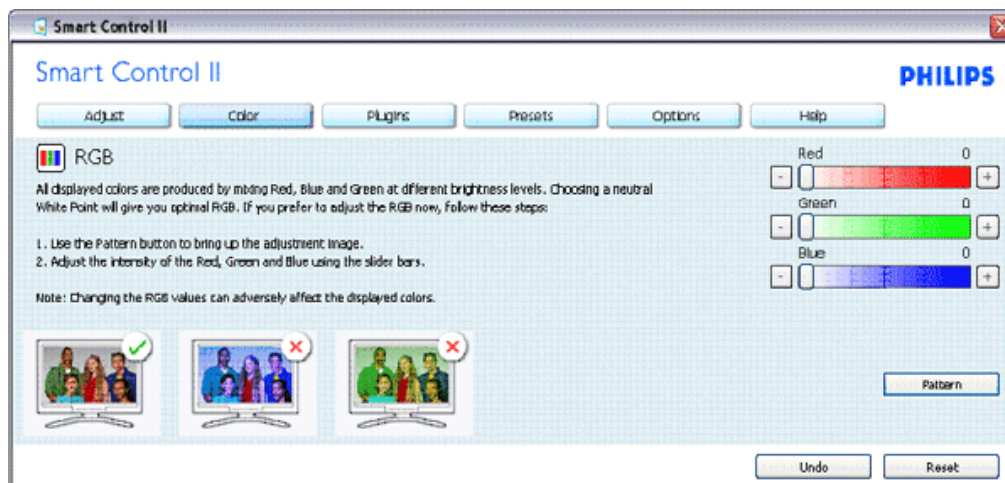 Smart Control II
Smart Control II
PHILIPS
Adjust Color Plugins Presets Options Help
RGB
All displayed colors are produced by mixing Red, Blue and Green at different brightness levels. Choosing a neutral
White Point will give you optimal RGB. If you prefer to adjust the RGB now, follow these steps:
1. Use the Pattern button to bring up the adjustment image.
2. Adjust the intensity of the Red, Green and Blue using the slider bars.
Note: Changing the RGB values can adversely affect the displayed colors.
Red 0
- +
Green 0
- +
Blue 0
- +
Pattern
Undo Reset